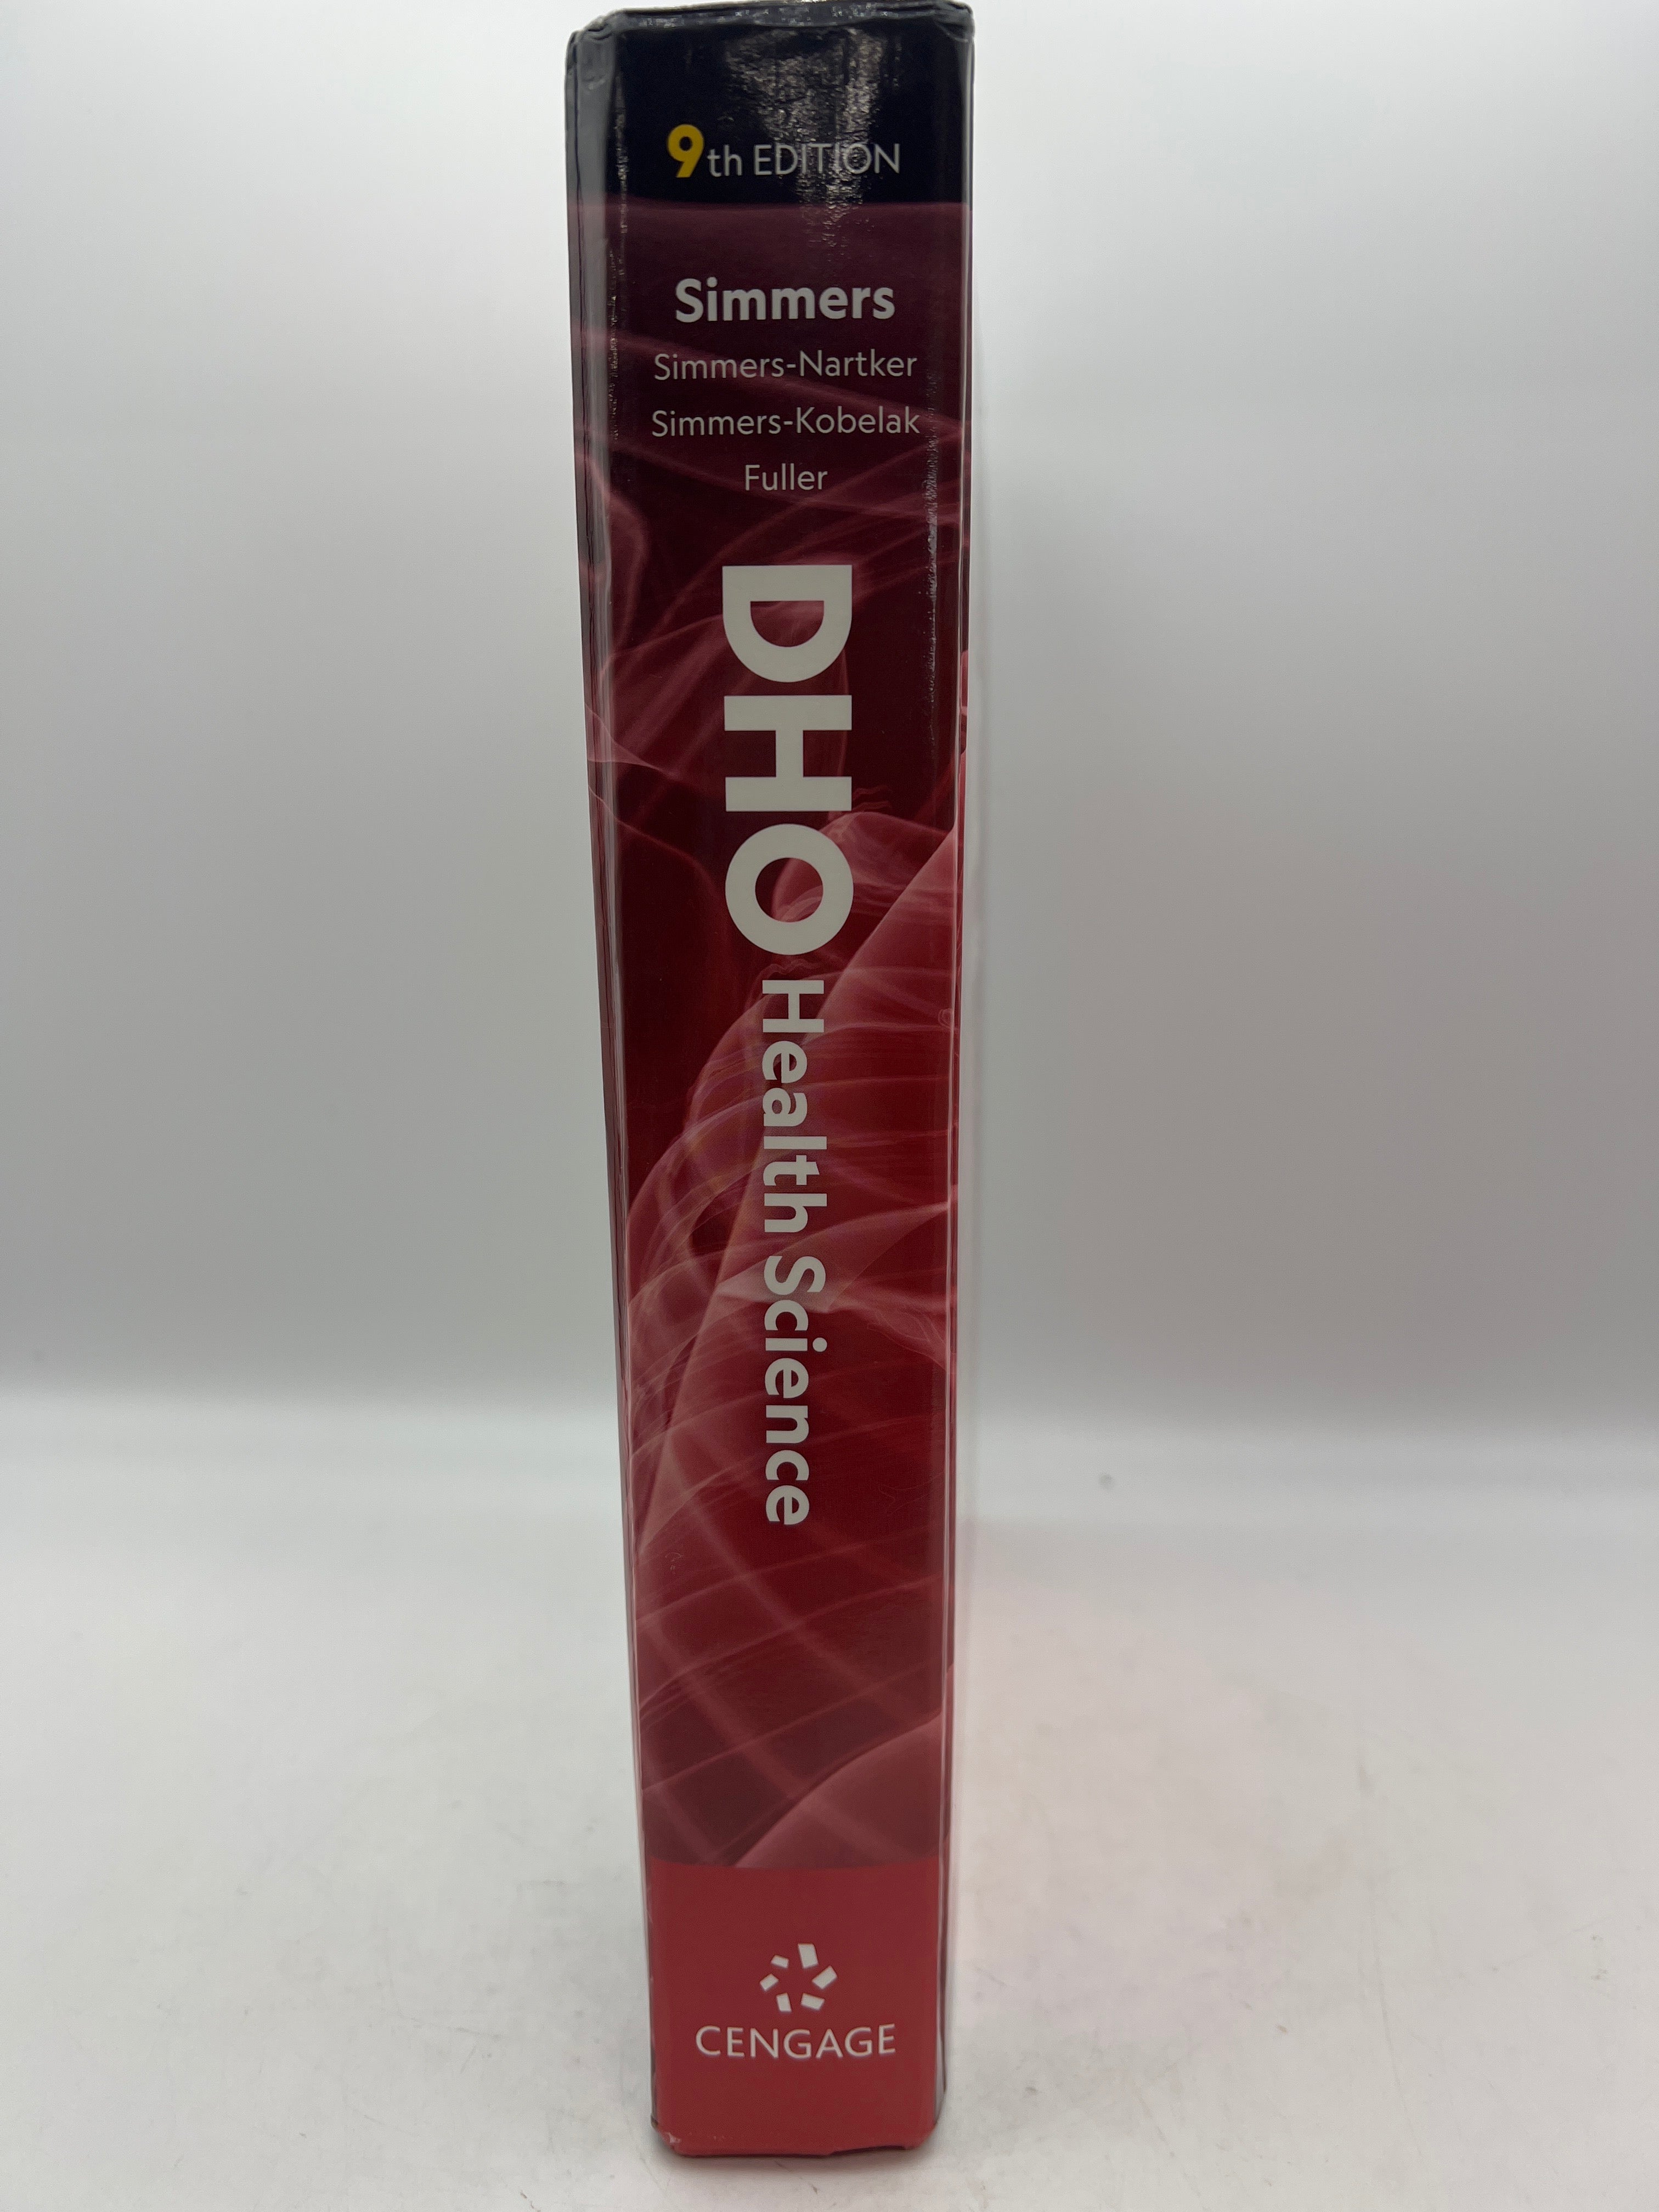 9th EDITION
Simmers
Simmers-Nartker
Simmers-Kobelak
Fuller
DHO Health Science
CENGAGE